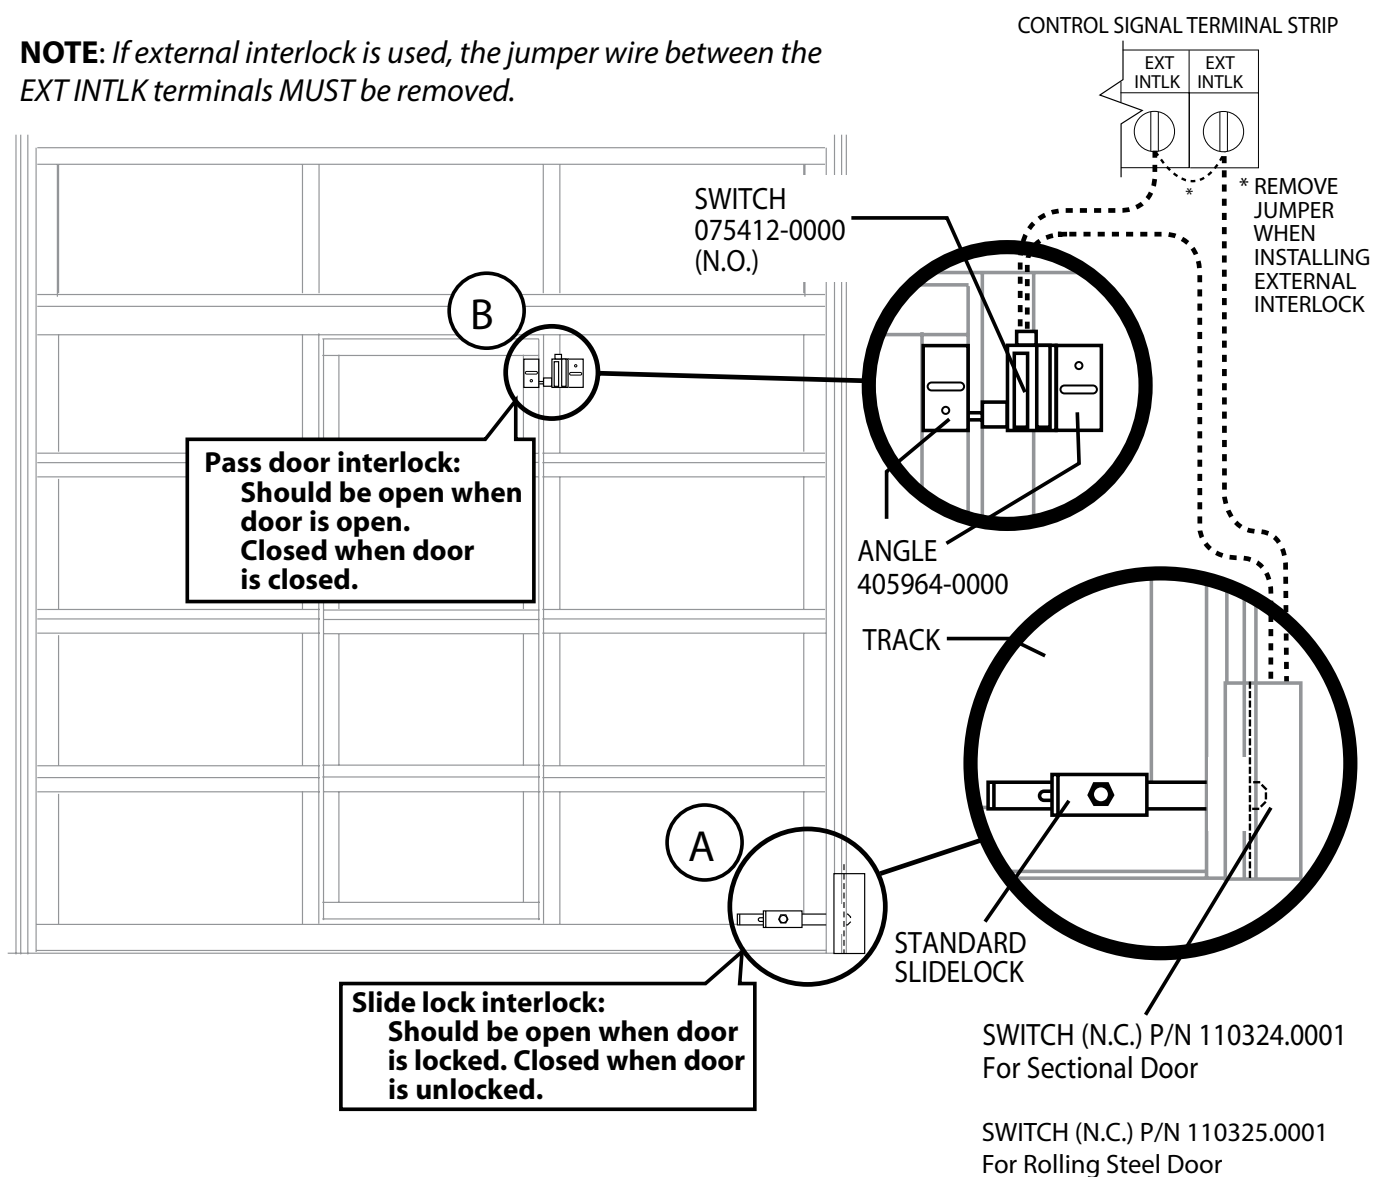 CONTROL SIGNAL TERMINAL STRIP
NOTE: If external interlock is used, the jumper wire between the
EXT INTLK terminals MUST be removed.
EXT
INTLK
EXT
INTLK
*
* REMOVE
JUMPER
WHEN
INSTALLING
EXTERNAL
INTERLOCK
SWITCH
075412-0000
(N.O.)
B
Pass door interlock:
Should be open when
door is open.
Closed when door
is closed.
ANGLE
405964-0000
TRACK
A
STANDARD
SLIDELOCK
Slide lock interlock:
Should be open when door
is locked. Closed when door
is unlocked.
SWITCH (N.C.) P/N 110324.0001
For Sectional Door
SWITCH (N.C.) P/N 110325.0001
For Rolling Steel Door